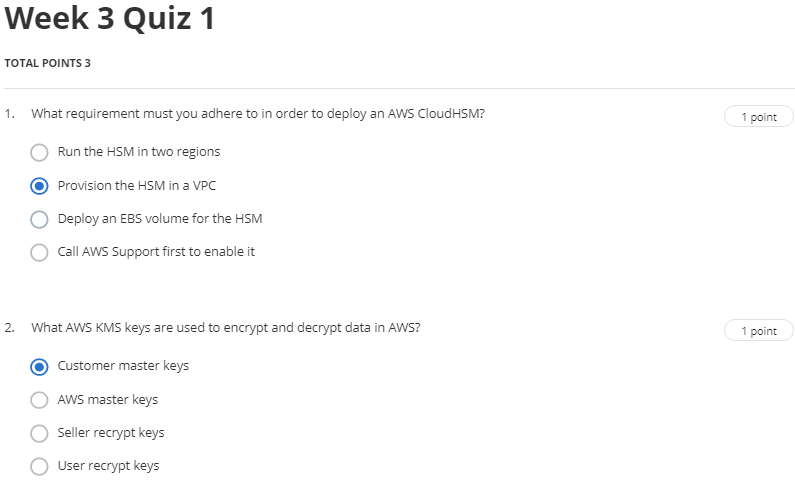 Week 3 Quiz 1
TOTAL POINTS 3
1. What requirement must you adhere to in order to deploy an AWS CloudHSM?
1 point
Run the HSM in two regions
Provision the HSM in a VPC
Deploy an EBS volume for the HSM
Call AWS Support first to enable it
2. What AWS KMS keys are used to encrypt and decrypt data in AWS?
1 point
Customer master keys
AWS master keys
Seller recrypt keys
User recrypt keys